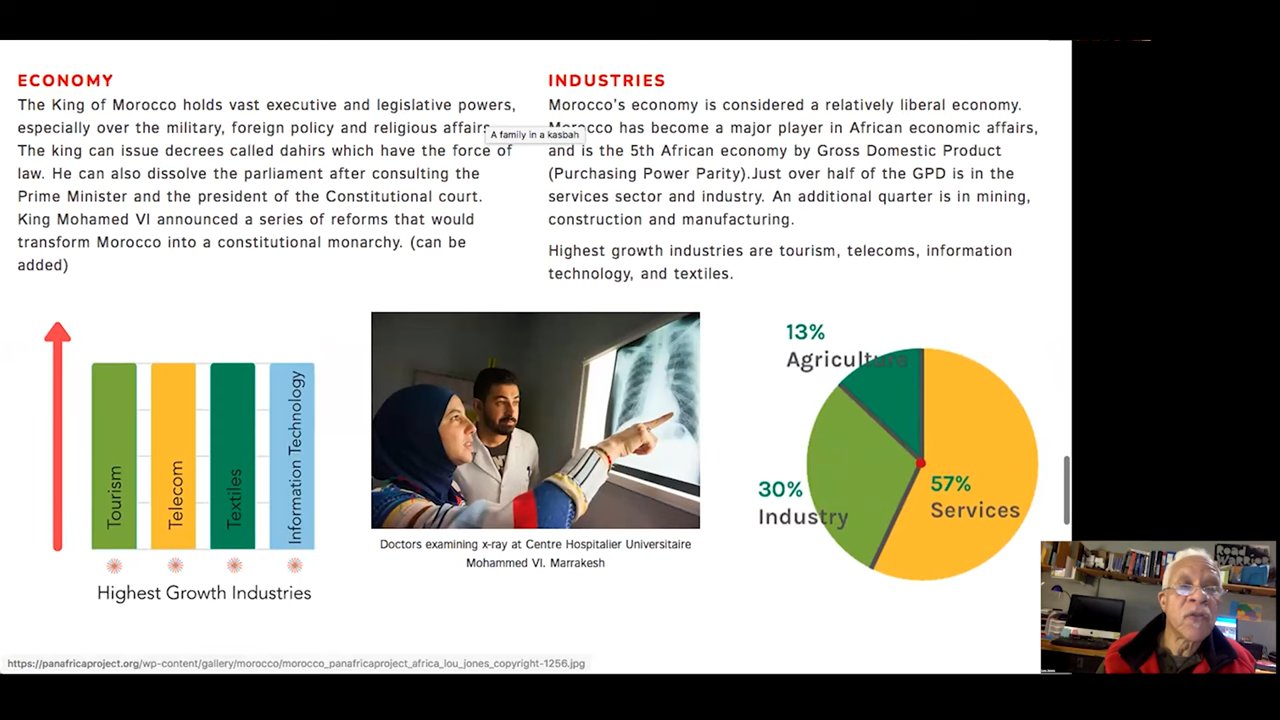 ECONOMY
The King of Morocco holds vast executive and legislative powers,
especially over the military, foreign policy and religious affairs.
The king can issue decrees called dahirs which have the force of
law. He can also dissolve the parliament after consulting the
Prime Minister and the president of the Constitutional court.
King Mohamed VI announced a series of reforms that would
transform Morocco into a constitutional monarchy. (can be
added)
A family in a kasbah
INDUSTRIES
Morocco's economy is considered a relatively liberal economy.
Morocco has become a major player in African economic affairs,
and is the 5th African economy by Gross Domestic Product
(Purchasing Power Parity).Just over half of the GPD is in the
services sector and industry. An additional quarter is in mining,
construction and manufacturing.
Highest growth industries are tourism, telecoms, information
technology, and textiles.
Tourism
Telecom
Textiles
Information Technology
Highest Growth Industries
Doctors examining x-ray at Centre Hospitalier Universitaire
Mohammed VI. Marrakesh
13%
Agriculture
30%
Industry
57%
Services
Road
Warrior
https://panafricaproject.org/wp-content/gallery/morocco/morocco_panafricaproject_africa_lou_jones_copyright-1256.jpg